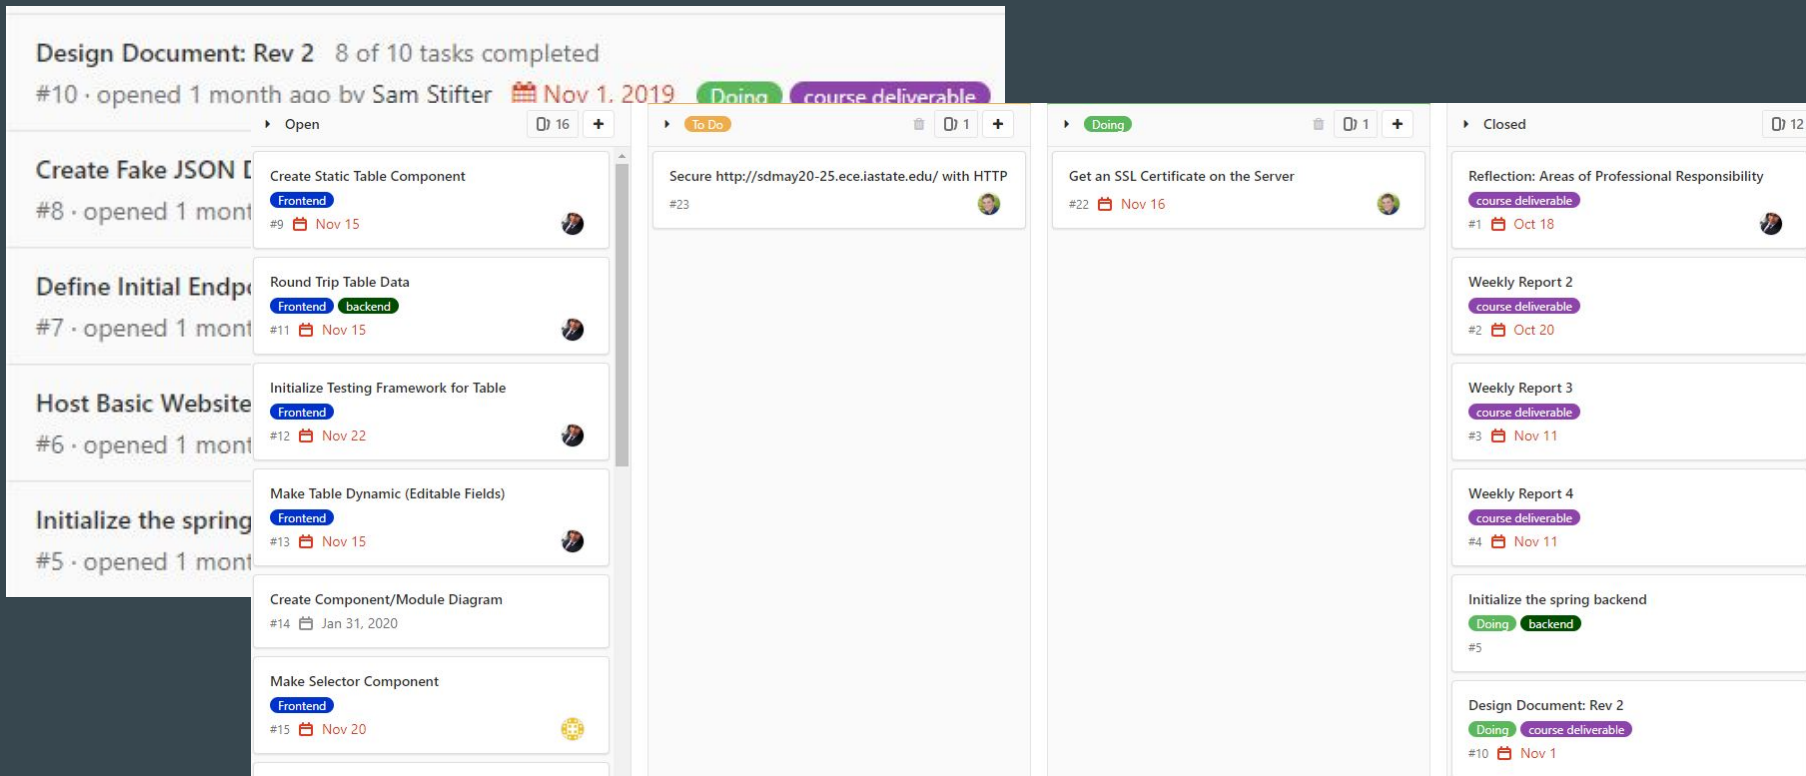 Design Document: Rev 2 8 of 10 tasks completed
#10 · opened 1 month ago by Sam Stifter Nov 1, 2019 Doing course deliverable
Create Fake JSON
#8 · opened 1
Define Initial
#7 · opened 1
Host Basic Website
#6 · opened 1
Initialize the spring
#5 · opened 1
Open 16
Create Static Table Component
Frontend
#9 Nov 15
Round Trip Table Data
Frontend backend
#11 Nov 15
Initialize Testing Framework for Table
Frontend
#12 Nov 22
Make Table Dynamic (Editable Fields)
Frontend
#13 Nov 15
Create Component/Module Diagram
#14 Jan 31, 2020
Make Selector Component
Frontend
#15 Nov 20
To Do 1
Secure http://sdmay20-25.ece.iastate.edu/ with HTTP
#23
Doing 1
Get an SSL Certificate on the Server
#22 Nov 16
Closed 12
Reflection: Areas of Professional Responsibility
course deliverable
#1 Oct 18
Weekly Report 2
course deliverable
#2 Oct 20
Weekly Report 3
course deliverable
#3 Nov 11
Weekly Report 4
course deliverable
#4 Nov 11
Initialize the spring backend
Doing backend
#5
Design Document: Rev 2
Doing course deliverable
#10 Nov 1